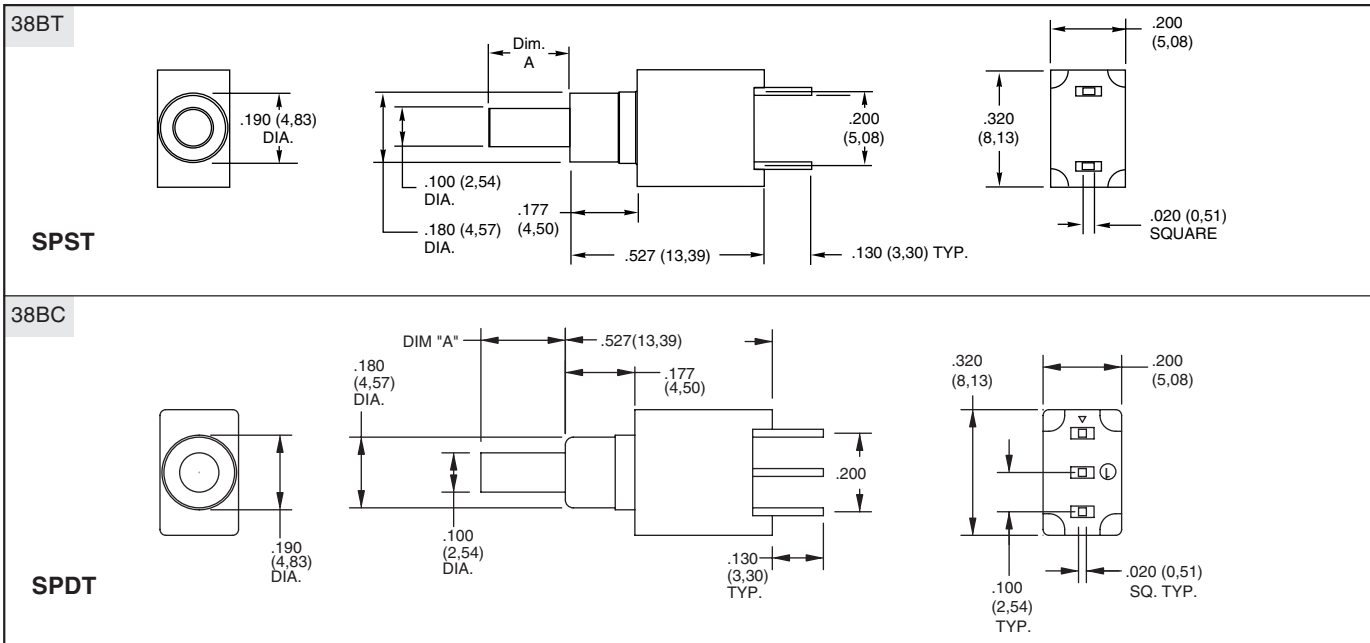 38BT
Dim.
A
.190 (4,83)
DIA.
.100 (2,54)
DIA.
.180 (4,57)
DIA.
.177
(4,50)
.527 (13,39)
.130 (3,30) TYP.
.200
(5,08)
.200
(5,08)
.320
(8,13)
.020 (0,51)
SQUARE
SPST
38BC
DIM "A"
.527(13,39)
.180
(4,57)
DIA.
.177
(4,50)
.190
(4,83)
DIA.
.100
(2,54)
DIA.
.200
.130
(3,30)
TYP.
.320
(8,13)
.200
(5,08)
.100
(2,54)
TYP.
.020 (0,51)
SQ. TYP.
SPDT